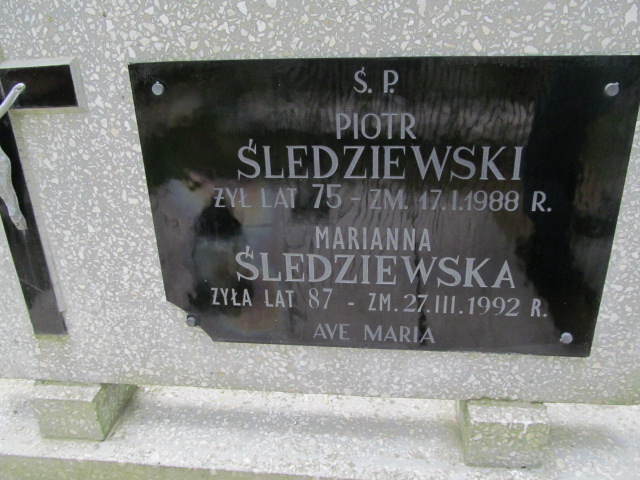 Ś. P.
PIOTR
ŚLEDZIEWSKI
ŻYŁ LAT 75 - ZM. 17.I.1988 R.
MARIANNA
ŚLEDZIEWSKA
ŻYŁA LAT 87 - ZM. 27.III.1992 R.
AVE MARIA